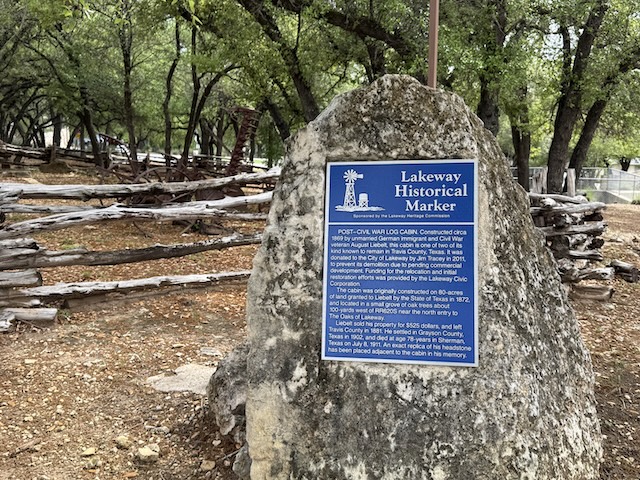 Lakeway
Historical
Marker
Sponsored by the Lakeway Heritage Commission
POST-CIVIL WAR LOG CABIN. Constructed circa
1869 by unmarried German immigrant and Civil War
veteran August Liebelt, this cabin is one of two of its
kind known to remain in Travis County, Texas. It was
donated to the City of Lakeway by Jim Tracey in 2011,
to prevent its demolition due to pending commercial
development. Funding for the relocation and initial
restoration efforts was provided by the Lakeway Civic
Corporation.
The cabin was originally constructed on 80-acres
of land granted to Liebelt by the State of Texas in 1872,
and located in a small grove of oak trees about
100-yards west of RR620S near the north entry to
The Oaks of Lakeway.
Liebelt sold his property for $525 dollars, and left
Travis County in 1881. He settled in Grayson County,
Texas in 1902, and died at age 78-years in Sherman,
Texas on July 8, 1911. An exact replica of his headstone
has been placed adjacent to the cabin in his memory.